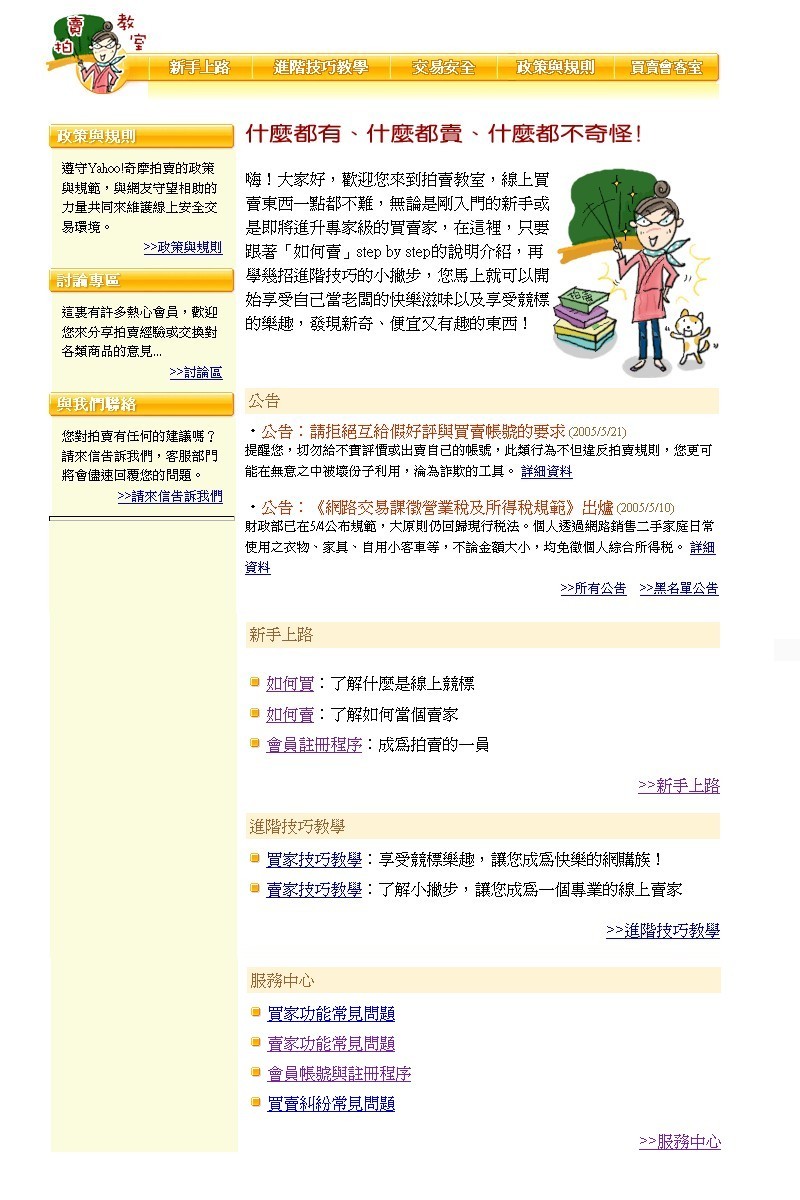 拍賣教室
新手上路 進階技巧教學 交易安全 政策與規則 買賣會客室
政策與規則
遵守Yahoo!奇摩拍賣的政策
與規範，與網友守望相助的
力量共同來維護線上安全交
易環境。
>>政策與規則
討論專區
這裏有許多熱心會員，歡迎
您來分享拍賣經驗或交換對
各類商品的意見...
>>討論區
與我們聯絡
您對拍賣有任何的建議嗎？
請來信告訴我們，客服部門
將會儘速回覆您的問題。
>>請來信告訴我們
什麼都有、什麼都賣、什麼都不奇怪！
嗨！大家好，歡迎您來到拍賣教室，線上買
賣東西一點都不難，無論是剛入門的新手或
是即將進升專家級的買賣家，在這裡，只要
跟著「如何賣」step by step的說明介紹，再
學幾招進階技巧的小撇步，您馬上就可以開
始享受自己當老闆的快樂滋味以及享受競標
的樂趣，發現新奇、便宜又有趣的東西！
拍賣
公告
・公告：請拒絕互給假好評與買賣帳號的要求 (2005/5/21)
提醒您，切勿給不實評價或出賣自己的帳號，此類行為不但違反拍賣規則，您更可
能在無意之中被壞份子利用，淪為詐欺的工具。 詳細資料
・公告：《網路交易課徵營業稅及所得稅規範》出爐 (2005/5/10)
財政部已在5/4公布規範，大原則仍回歸現行稅法。個人透過網路銷售二手家庭日常
使用之衣物、家具、自用小客車等，不論金額大小，均免徵個人綜合所得稅。 詳細
資料
>>所有公告 >>黑名單公告
新手上路
如何買：了解什麼是線上競標
如何賣：了解如何當個賣家
會員註冊程序：成為拍賣的一員
>>新手上路
進階技巧教學
買家技巧教學：享受競標樂趣，讓您成為快樂的網購族！
賣家技巧教學：了解小撇步，讓您成為一個專業的線上賣家
>>進階技巧教學
服務中心
買家功能常見問題
賣家功能常見問題
會員帳號與註冊程序
買賣糾紛常見問題
>>服務中心